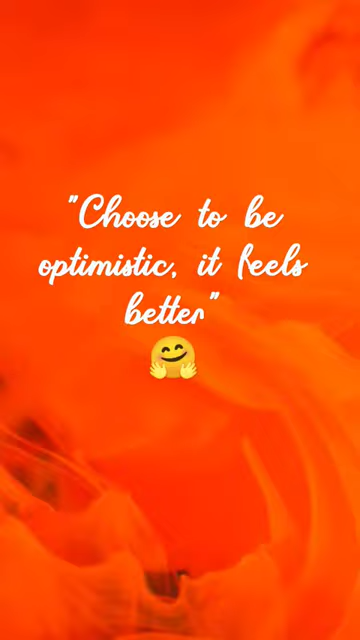 "Choose to be
optimistic, it feels
better"
🤗